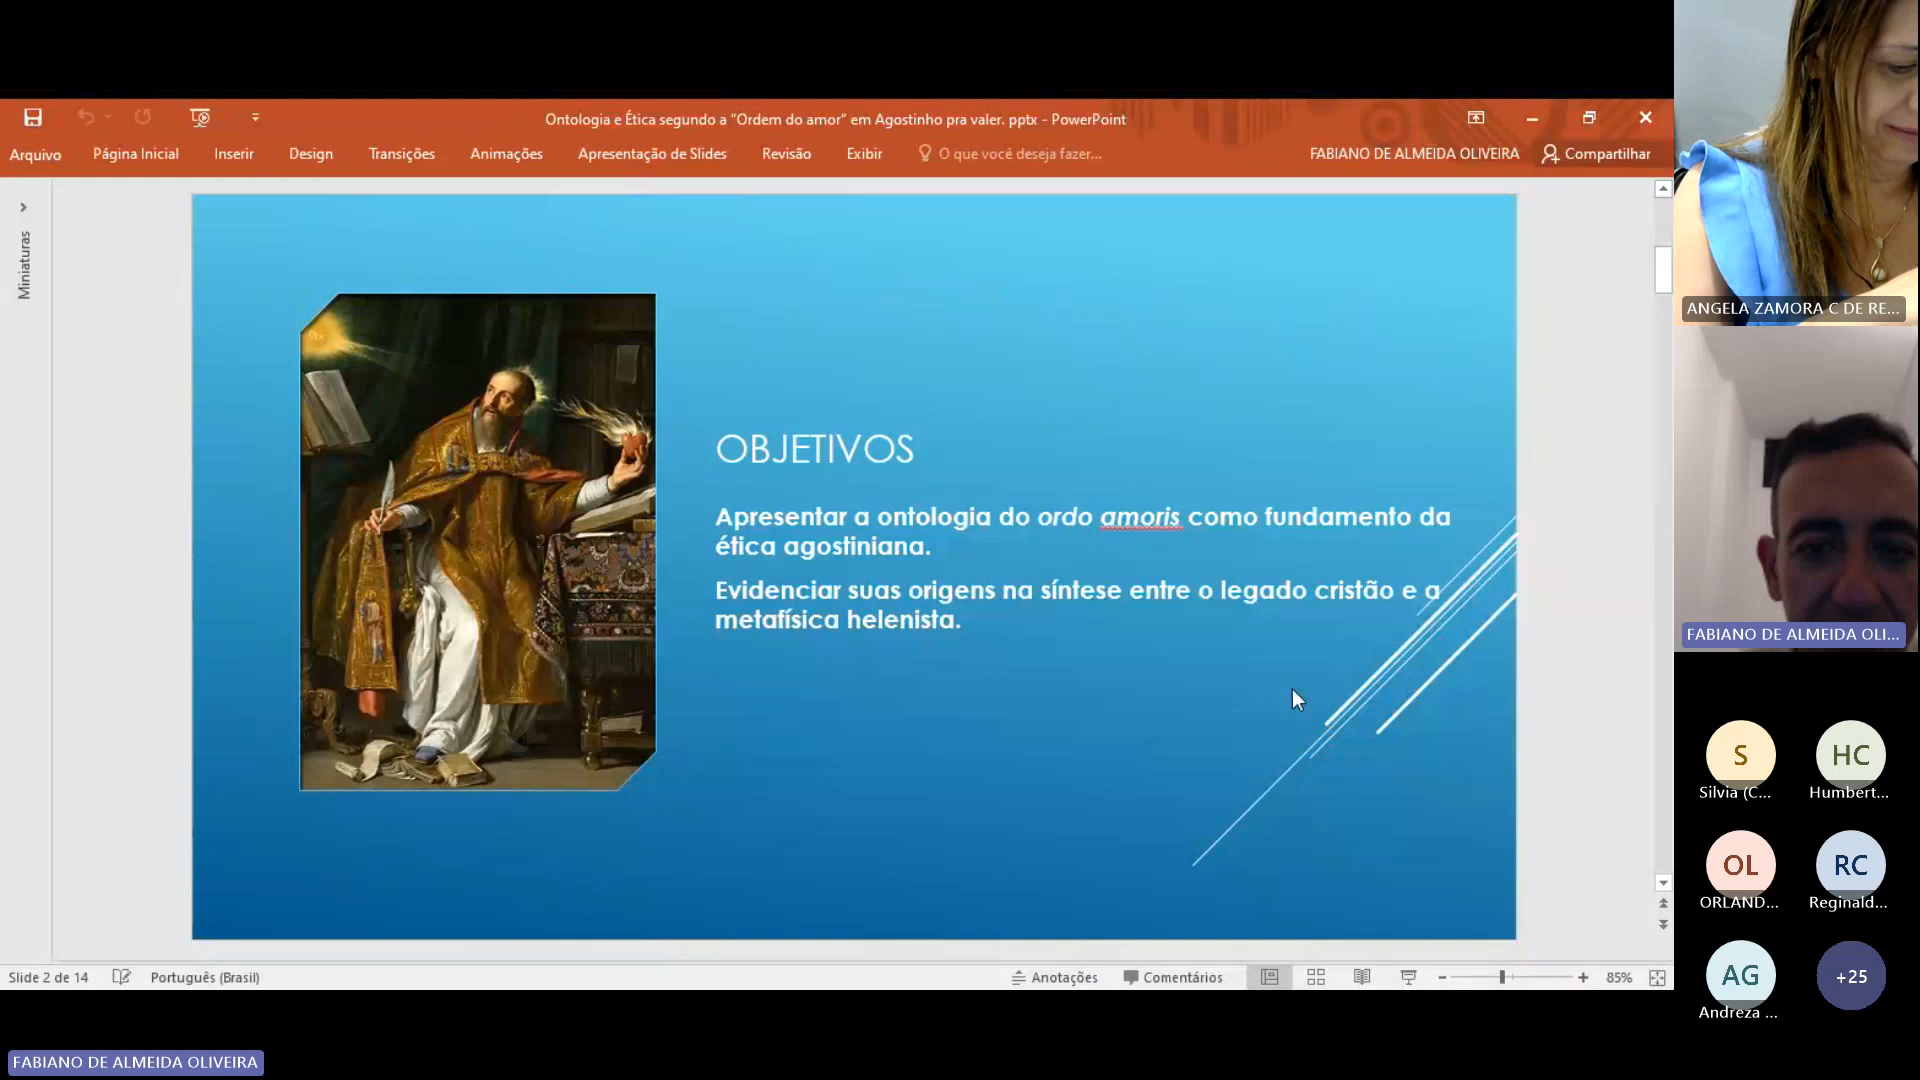 Ontologia e Ética segundo a “Ordem do amor” em Agostinho pra valer. pptx - PowerPoint
Arquivo Página Inicial Inserir Design Transições Animações Apresentação de Slides Revisão Exibir O que você deseja fazer... FABIANO DE ALMEIDA OLIVEIRA Compartilhar
Miniaturas
OBJETIVOS
Apresentar a ontologia do ordo amoris como fundamento da
ética agostiniana.
Evidenciar suas origens na síntese entre o legado cristão e a
metafísica helenista.
Slide 2 de 14 Português (Brasil) Anotações Comentários 85%
FABIANO DE ALMEIDA OLIVEIRA
ANGELA ZAMORA C DE RE...
FABIANO DE ALMEIDA OLI...
S HC
Silvia (C... Humbert...
OL RC
ORLAND... Reginald...
AG +25
Andreza ...